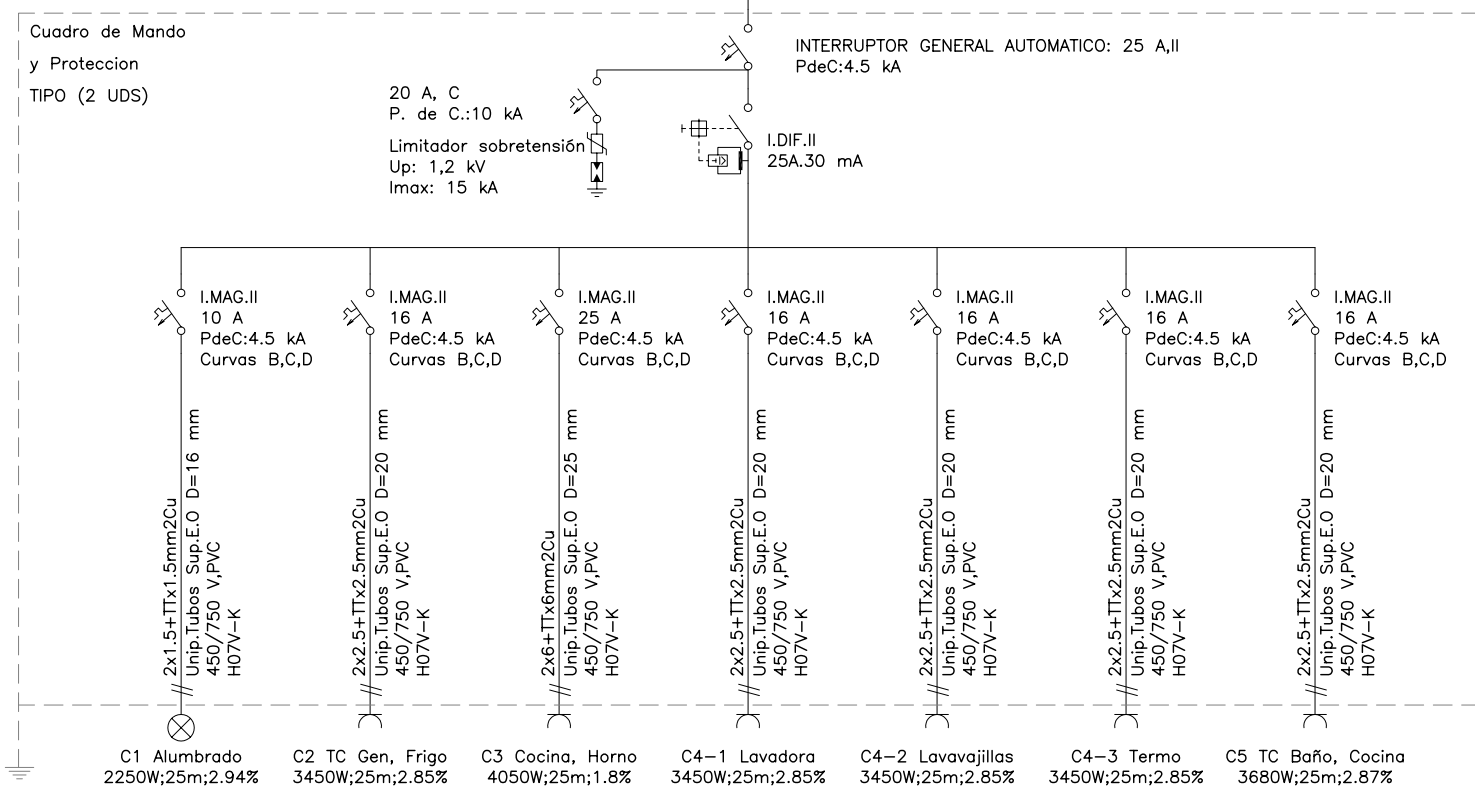 Cuadro de Mando
y Proteccion
TIPO (2 UDS)
INTERRUPTOR GENERAL AUTOMATICO: 25 A,II
PdeC:4.5 kA
20 A, C
P. de C.:10 kA
Limitador sobretensión
Up: 1,2 kV
Imax: 15 kA
I.DIF.II
25A.30 mA
I.MAG.II
10 A
PdeC:4.5 kA
Curvas B,C,D
I.MAG.II
16 A
PdeC:4.5 kA
Curvas B,C,D
I.MAG.II
25 A
PdeC:4.5 kA
Curvas B,C,D
I.MAG.II
16 A
PdeC:4.5 kA
Curvas B,C,D
I.MAG.II
16 A
PdeC:4.5 kA
Curvas B,C,D
I.MAG.II
16 A
PdeC:4.5 kA
Curvas B,C,D
I.MAG.II
16 A
PdeC:4.5 kA
Curvas B,C,D
2x1.5+TTx1.5mm2Cu
Unip.Tubos Sup.E.O D=16 mm
450/750 V,PVC
H07V-K
2x2.5+TTx2.5mm2Cu
Unip.Tubos Sup.E.O D=20 mm
450/750 V,PVC
H07V-K
2x6+TTx6mm2Cu
Unip.Tubos Sup.E.O D=25 mm
450/750 V,PVC
H07V-K
2x2.5+TTx2.5mm2Cu
Unip.Tubos Sup.E.O D=20 mm
450/750 V,PVC
H07V-K
2x2.5+TTx2.5mm2Cu
Unip.Tubos Sup.E.O D=20 mm
450/750 V,PVC
H07V-K
2x2.5+TTx2.5mm2Cu
Unip.Tubos Sup.E.O D=20 mm
450/750 V,PVC
H07V-K
2x2.5+TTx2.5mm2Cu
Unip.Tubos Sup.E.O D=20 mm
450/750 V,PVC
H07V-K
C1 Alumbrado
2250W;25m;2.94%
C2 TC Gen, Frigo
3450W;25m;2.85%
C3 Cocina, Horno
4050W;25m;1.8%
C4-1 Lavadora
3450W;25m;2.85%
C4-2 Lavavajillas
3450W;25m;2.85%
C4-3 Termo
3450W;25m;2.85%
C5 TC Baño, Cocina
3680W;25m;2.87%